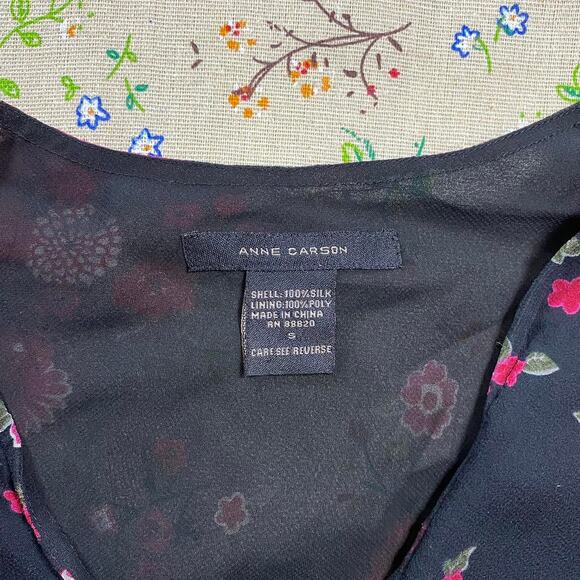 ANNE CARSON
SHELL:100%SILK
LINING:100%POLY
MADE IN CHINA
RN 88820
S
CARE:SEE REVERSE